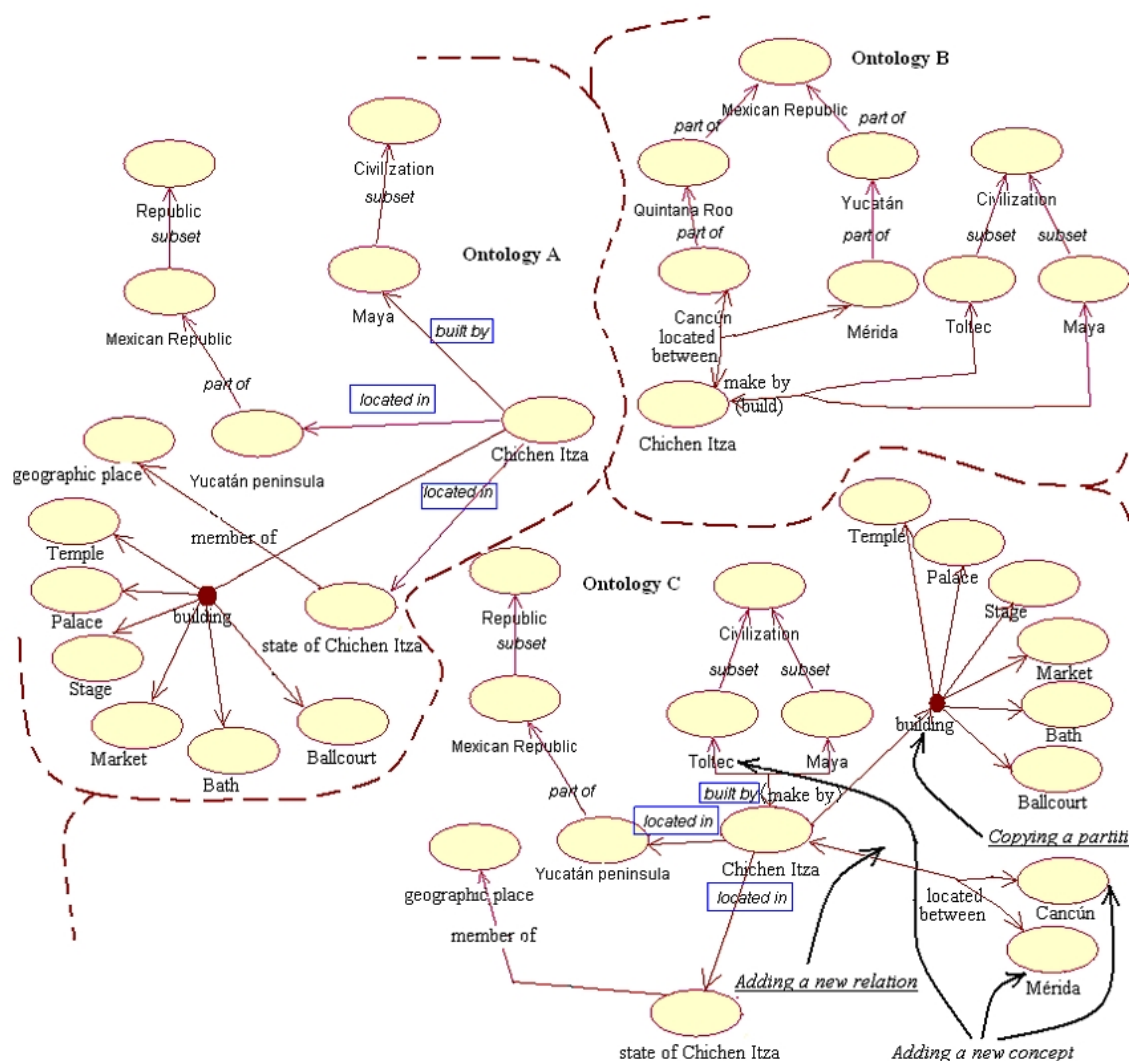 Ontology A
Civilization
subset
Republic
subset
Maya
built by
Mexican Republic
part of
located in
Chichen Itza
Yucatán peninsula
geographic place
located in
member of
Temple
Palace
building
state of Chichen Itza
Stage
Market
Bath
Ballcourt
Ontology B
Mexican Republic
part of
part of
Quintana Roo
Yucatán
Civilization
part of
part of
subset
subset
Cancún
Mérida
Toltec
Maya
located
between
make by
(build)
Chichen Itza
Ontology C
Republic
subset
Civilization
subset
subset
Mexican Republic
Toltec
Maya
part of
built by
(make by)
located in
Yucatán peninsula
Chichen Itza
geographic place
located in
member of
state of Chichen Itza
Temple
Palace
Stage
Market
building
Bath
Ballcourt
Copying a partiti
located
between
Cancún
Mérida
Adding a new relation
Adding a new concept